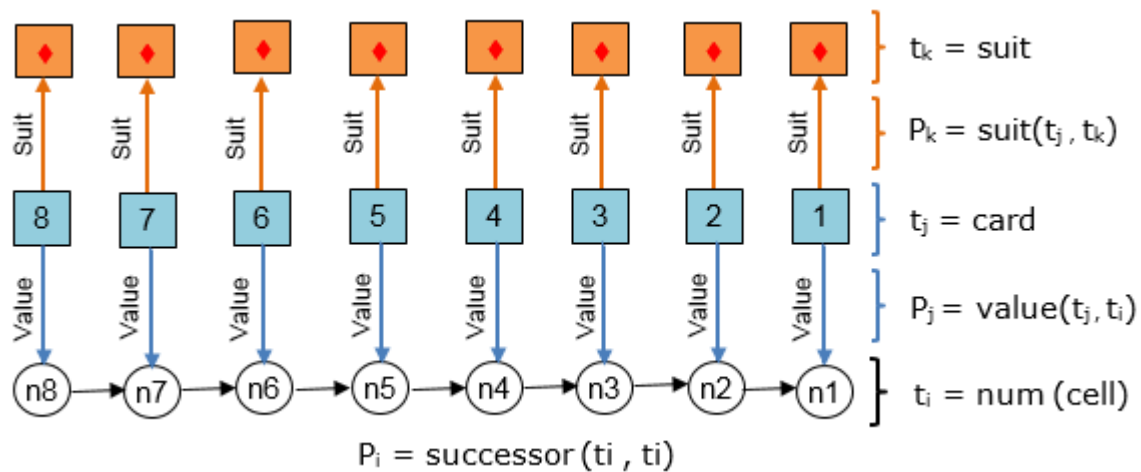 tₖ = suit
Suit Suit Suit Suit Suit Suit Suit Suit
Pₖ = suit(tⱼ , tₖ)
8 7 6 5 4 3 2 1
tⱼ = card
Value Value Value Value Value Value Value Value
Pⱼ = value(tⱼ, tᵢ)
n8 n7 n6 n5 n4 n3 n2 n1
tᵢ = num (cell)
Pᵢ = successor (ti , ti)